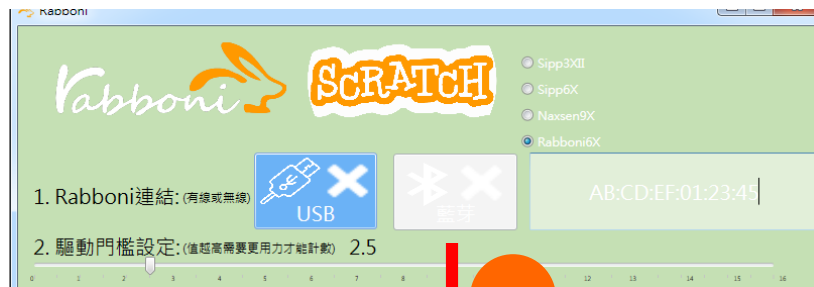 Rabboni
rabboni SCRATCH
Sipp3XII
Sipp6X
Naxsen9X
Rabboni6X
1. Rabboni連結: (有線或無線) USB 藍芽 AB:CD:EF:01:23:45
2. 驅動門檻設定: (值越高需要更用力才能計數) 2.5
0 1 2 3 4 5 6 7 8 12 13 14 15 16